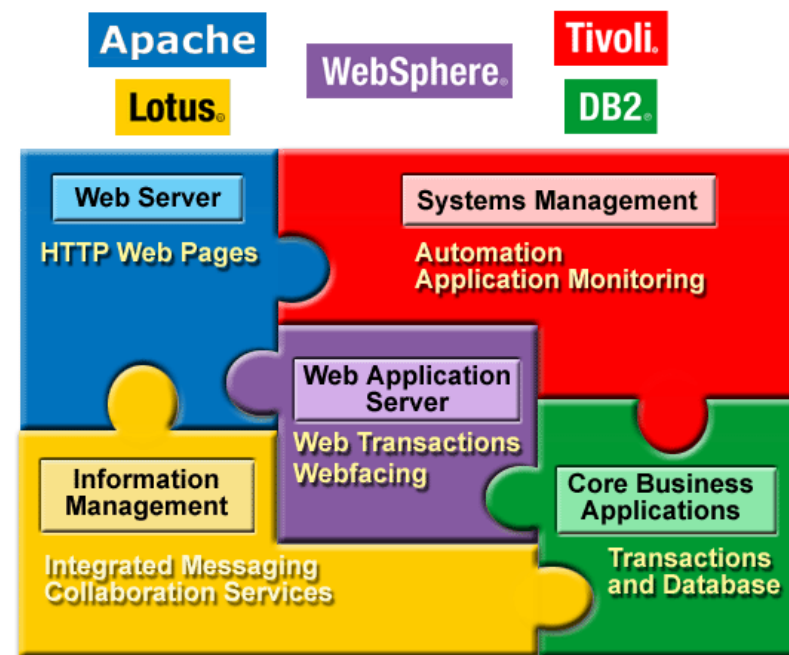 Apache
WebSphere®
Tivoli®
Lotus®
DB2®
Web Server
HTTP Web Pages
Systems Management
Automation
Application Monitoring
Web Application
Server
Web Transactions
Webfacing
Information
Management
Integrated Messaging
Collaboration Services
Core Business
Applications
Transactions
and Database